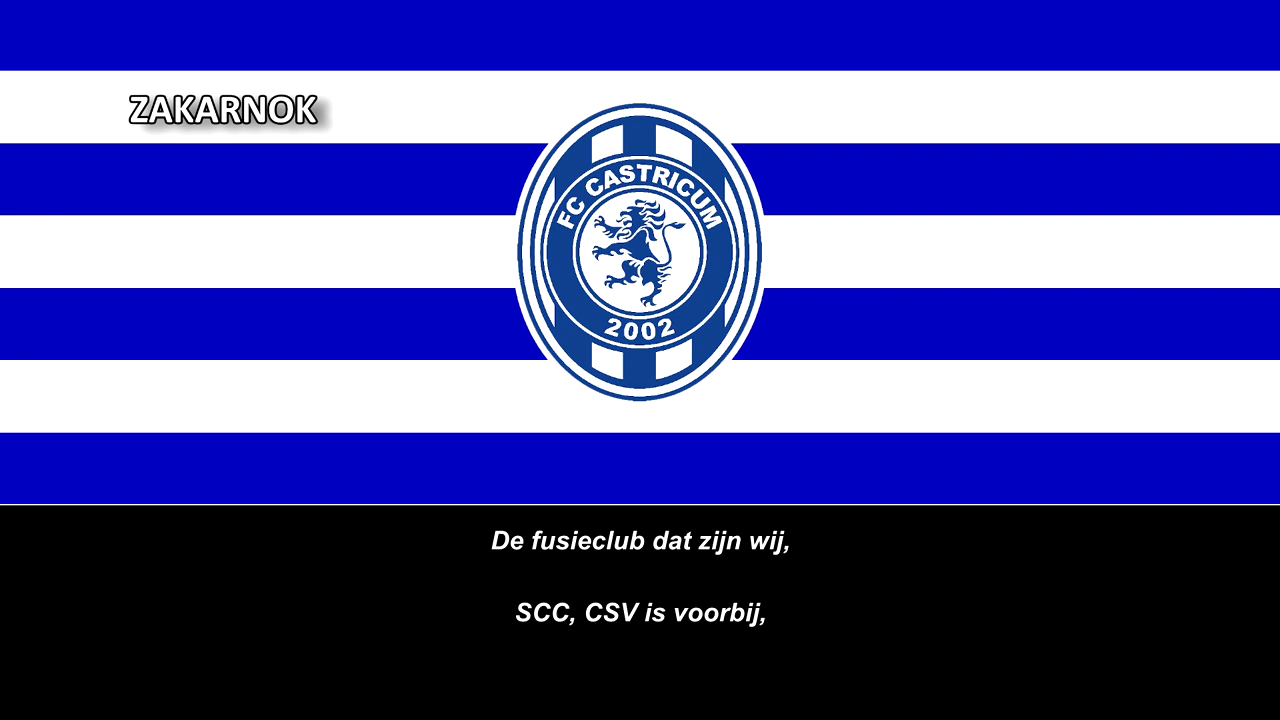 ZAKARNOK
FC CASTRICUM
2002
De fusieclub dat zijn wij,
SCC, CSV is voorbij,